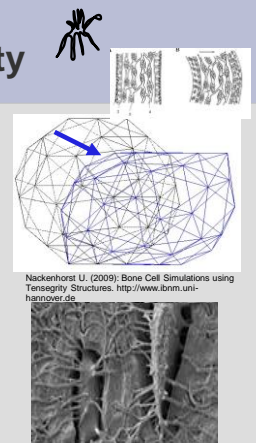 ty
B
Nackenhorst U. (2009): Bone Cell Simulations using
Tensegrity Structures. http://www.ibnm.uni-
hannover.de